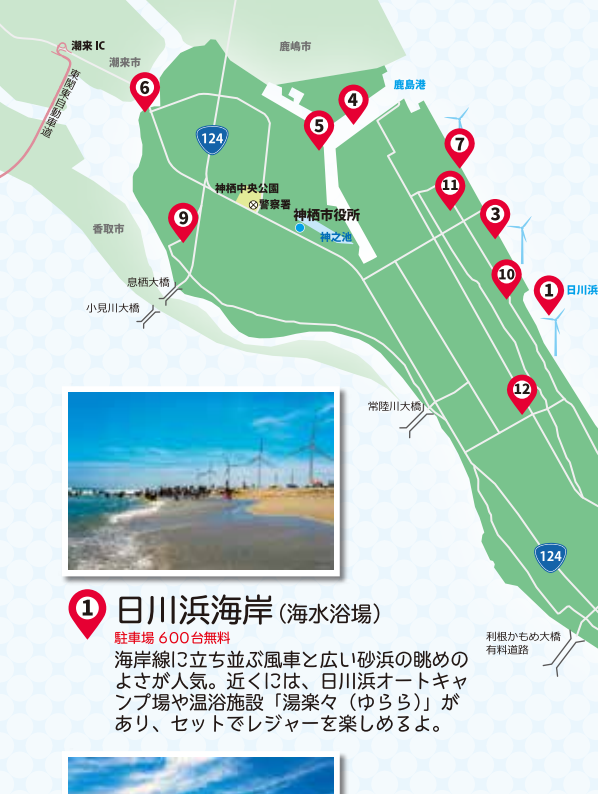 潮来 IC
鹿嶋市
潮来市
東関東自動車道
鹿島港
6
4
5
124
7
11
神栖中央公園
警察署
神栖市役所
神之池
9
3
香取市
10
1
日川浜
息栖大橋
小見川大橋
12
常陸川大橋
124
利根かもめ大橋
有料道路
1 日川浜海岸(海水浴場)
駐車場 600台無料
海岸線に立ち並ぶ風車と広い砂浜の眺めの
よさが人気。近くには、日川浜オートキャ
ンプ場や温浴施設「湯楽々(ゆらら)」が
あり、セットでレジャーを楽しめるよ。